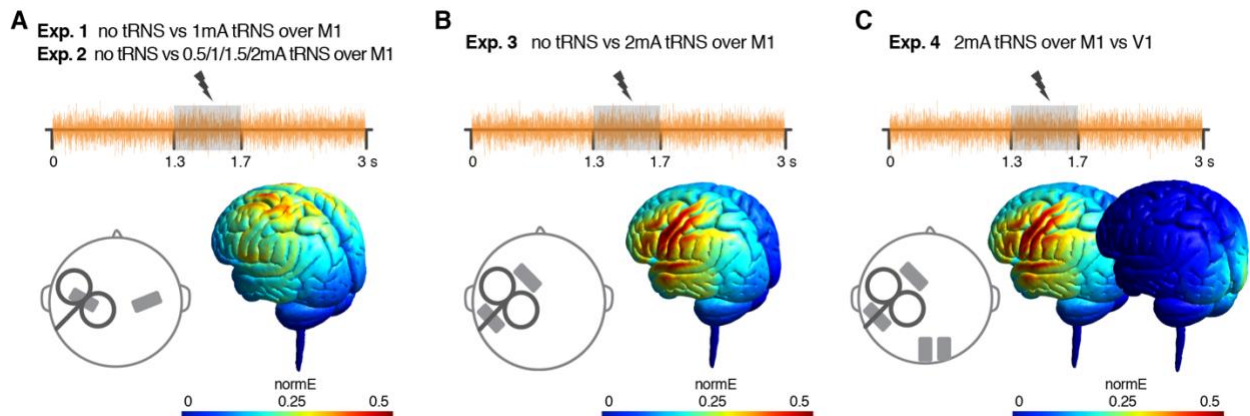 A
Exp. 1 no tRNS vs 1mA tRNS over M1
Exp. 2 no tRNS vs 0.5/1/1.5/2mA tRNS over M1
0
1.3
1.7
3 s
normE
0
0.25
0.5
B
Exp. 3 no tRNS vs 2mA tRNS over M1
0
1.3
1.7
3 s
normE
0
0.25
0.5
C
Exp. 4 2mA tRNS over M1 vs V1
0
1.3
1.7
3 s
normE
0
0.25
0.5